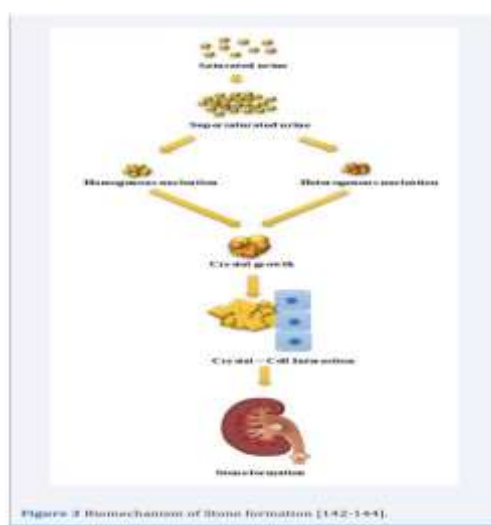 Saturated urine
Supersaturated urine
Homogenous nucleation
Heterogenous nucleation
Crystal growth
Crystal – Cell Interaction
Stone formation
Figure 3 Biomechanism of Stone formation [142-144].